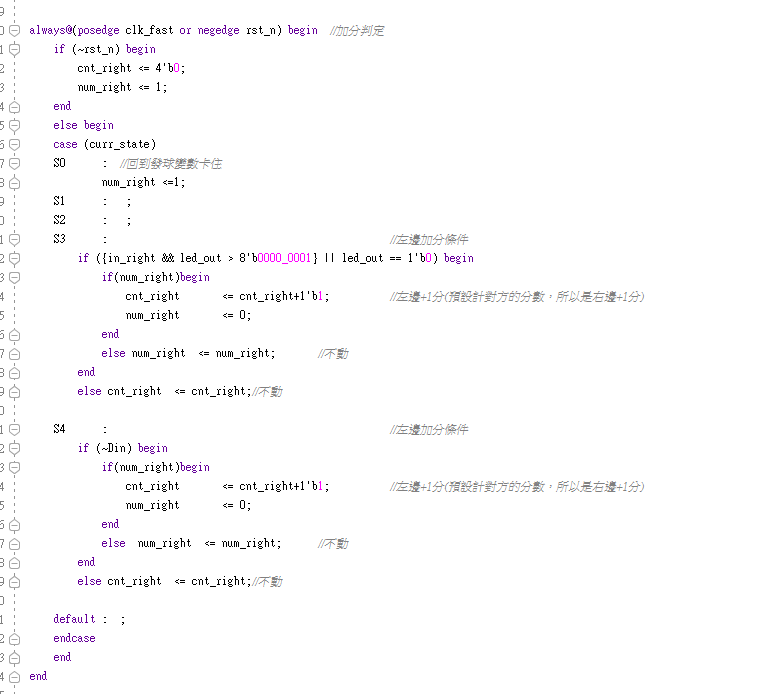 always@(posedge clk_fast or negedge rst_n) begin //加分判定
if (~rst_n) begin
cnt_right <= 4'b0;
num_right <= 1;
end
else begin
case (curr_state)
S0 : //回到發球變數卡住
num_right <=1;
S1 : ;
S2 : ;
S3 : //左邊加分條件
if ({in_right && led_out > 8'b0000_0001} || led_out == 1'b0) begin
if(num_right)begin
cnt_right <= cnt_right+1'b1; //左邊+1分(預設計對方的分數，所以是右邊+1分)
num_right <= 0;
end
else num_right <= num_right; //不動
end
else cnt_right <= cnt_right;//不動
S4 : //左邊加分條件
if (~Din) begin
if(num_right)begin
cnt_right <= cnt_right+1'b1; //左邊+1分(預設計對方的分數，所以是右邊+1分)
num_right <= 0;
end
else num_right <= num_right; //不動
end
else cnt_right <= cnt_right;//不動
default : ;
endcase
end
end